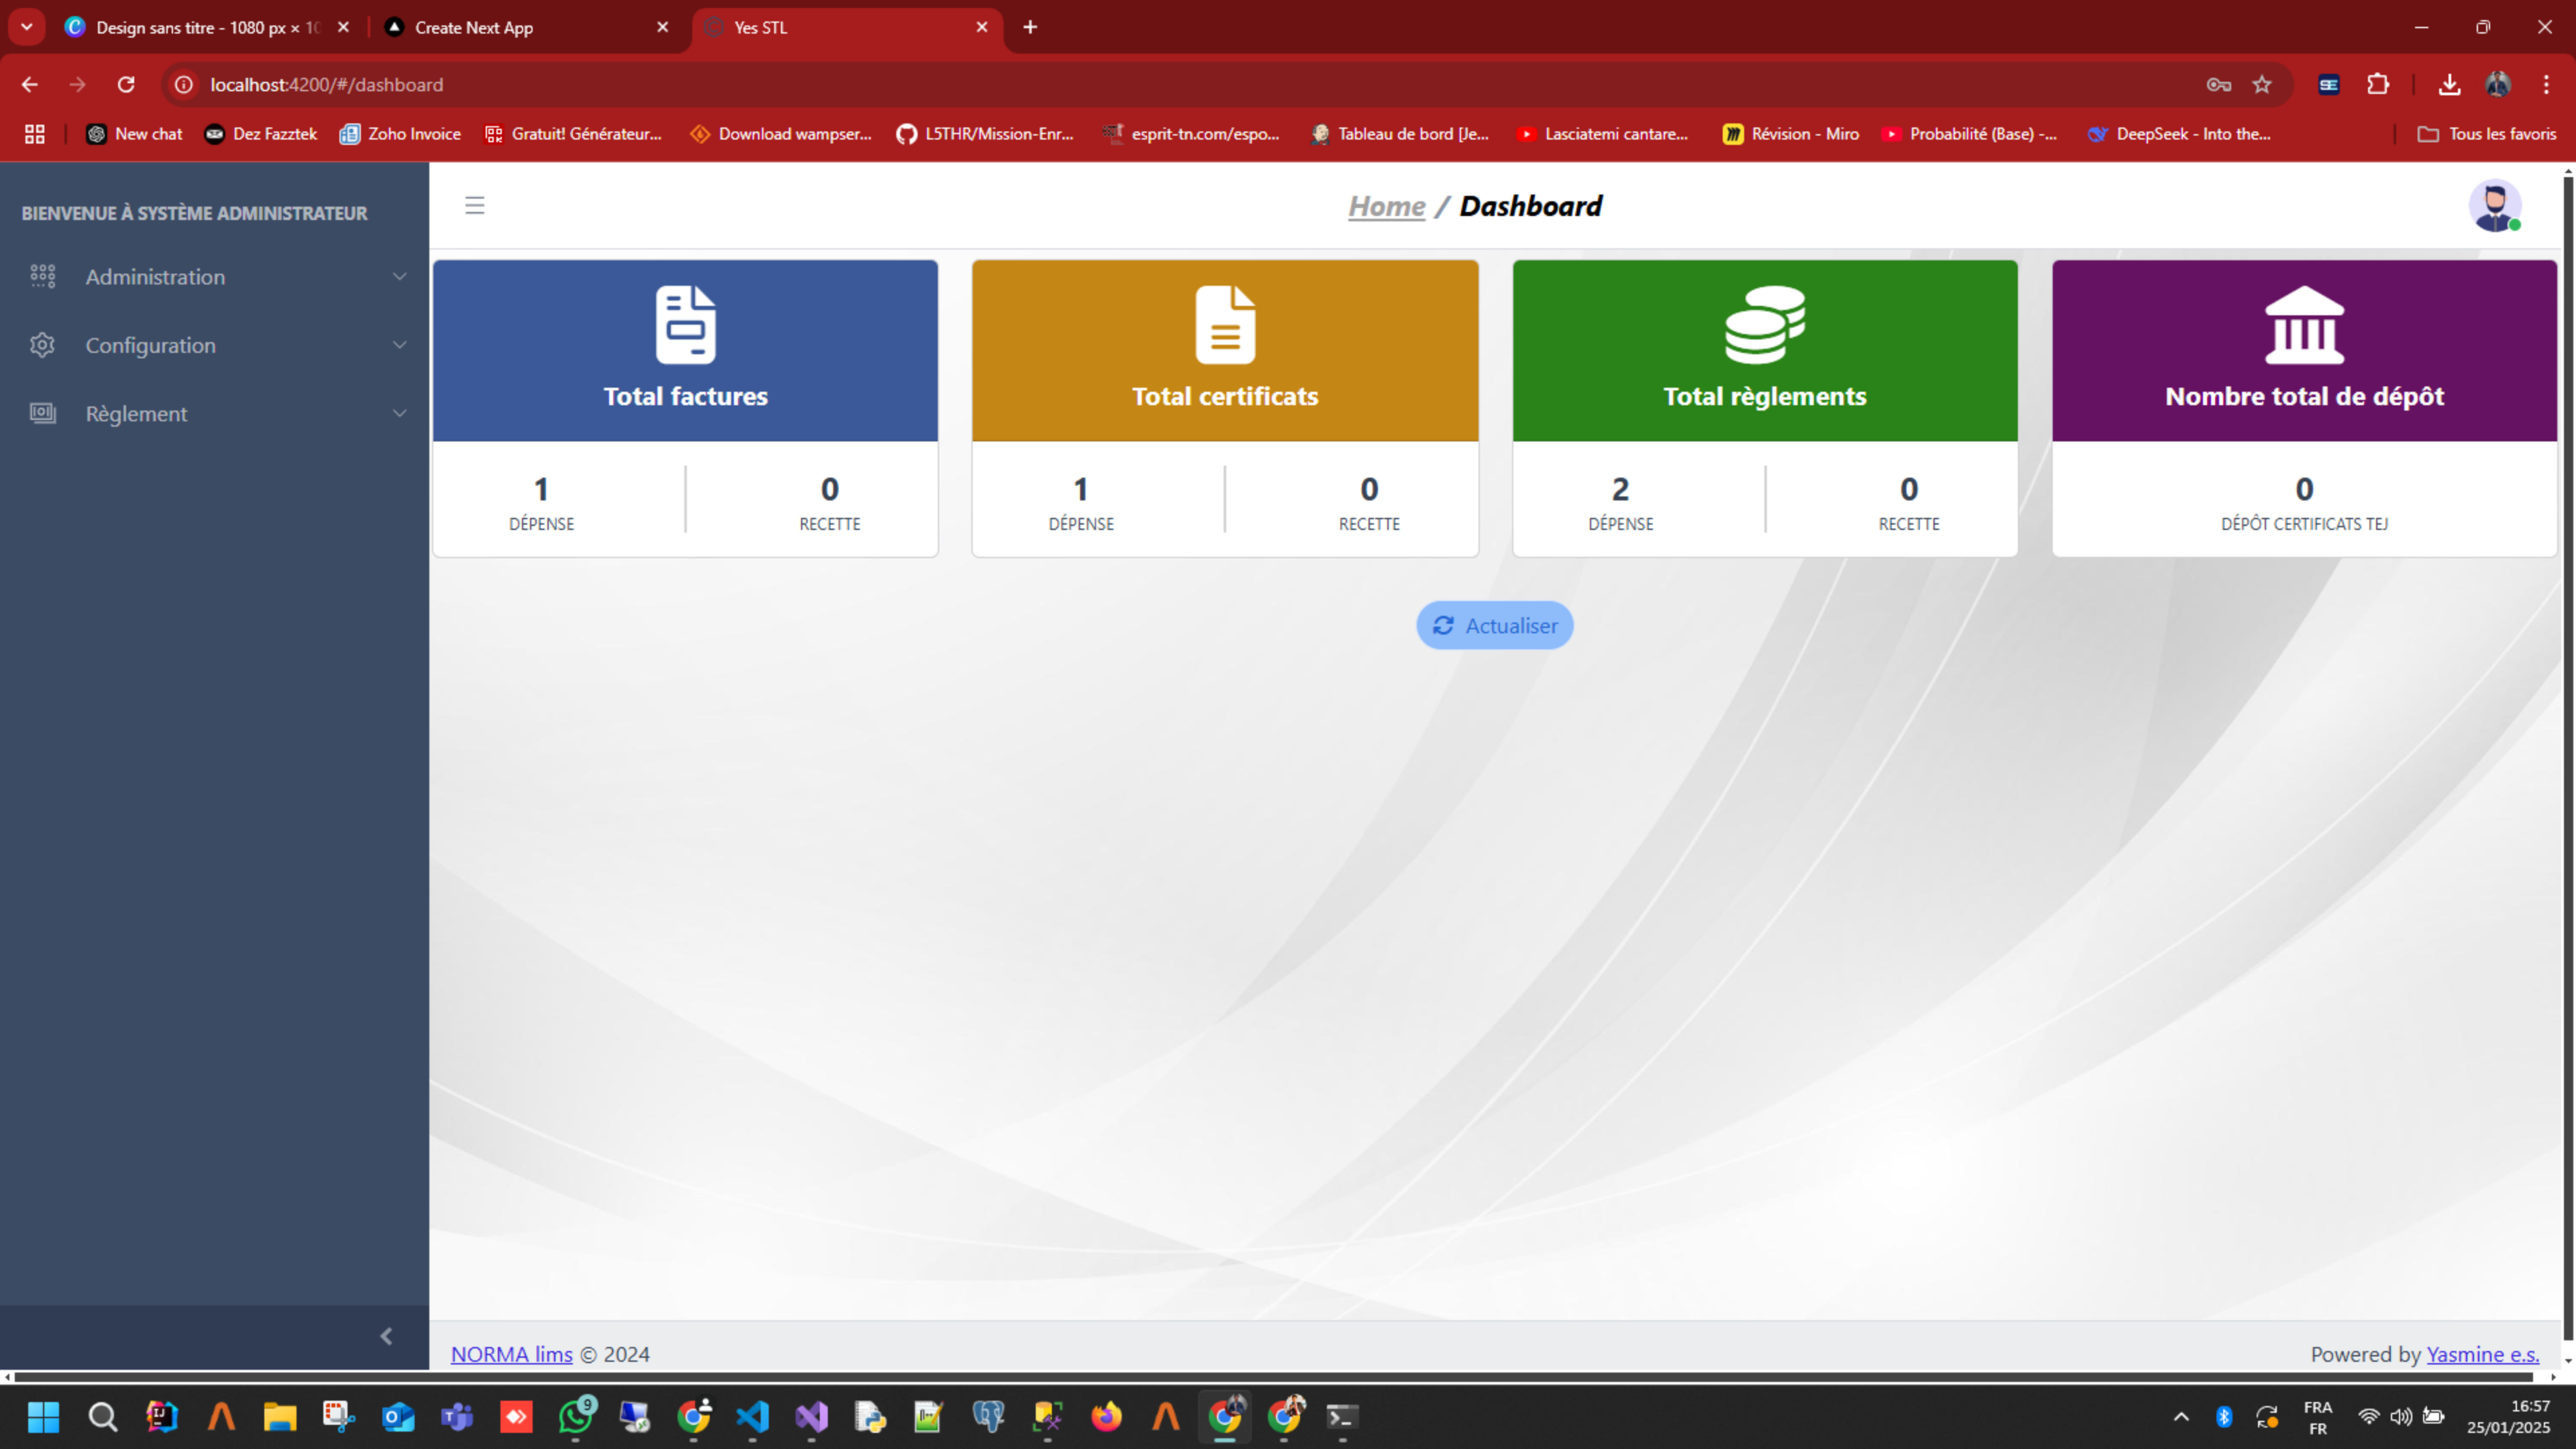 Design sans titre - 1080 px × 10
Create Next App
Yes STL
localhost:4200/#/dashboard
New chat
Dez Fazztek
Zoho Invoice
Gratuit! Générateur...
Download wampser...
L5THR/Mission-Enr...
esprit-tn.com/espo...
Tableau de bord [Je...
Lasciatemi cantare...
Révision - Miro
Probabilité (Base) -...
DeepSeek - Into the...
Tous les favoris
BIENVENUE À SYSTÈME ADMINISTRATEUR
Administration
Configuration
Règlement
Home / Dashboard
Total factures
1
DÉPENSE
0
RECETTE
Total certificats
1
DÉPENSE
0
RECETTE
Total règlements
2
DÉPENSE
0
RECETTE
Nombre total de dépôt
0
DÉPÔT CERTIFICATS TEJ
Actualiser
NORMA lims © 2024
Powered by Yasmine e.s.
9
FRA
FR
16:57
25/01/2025